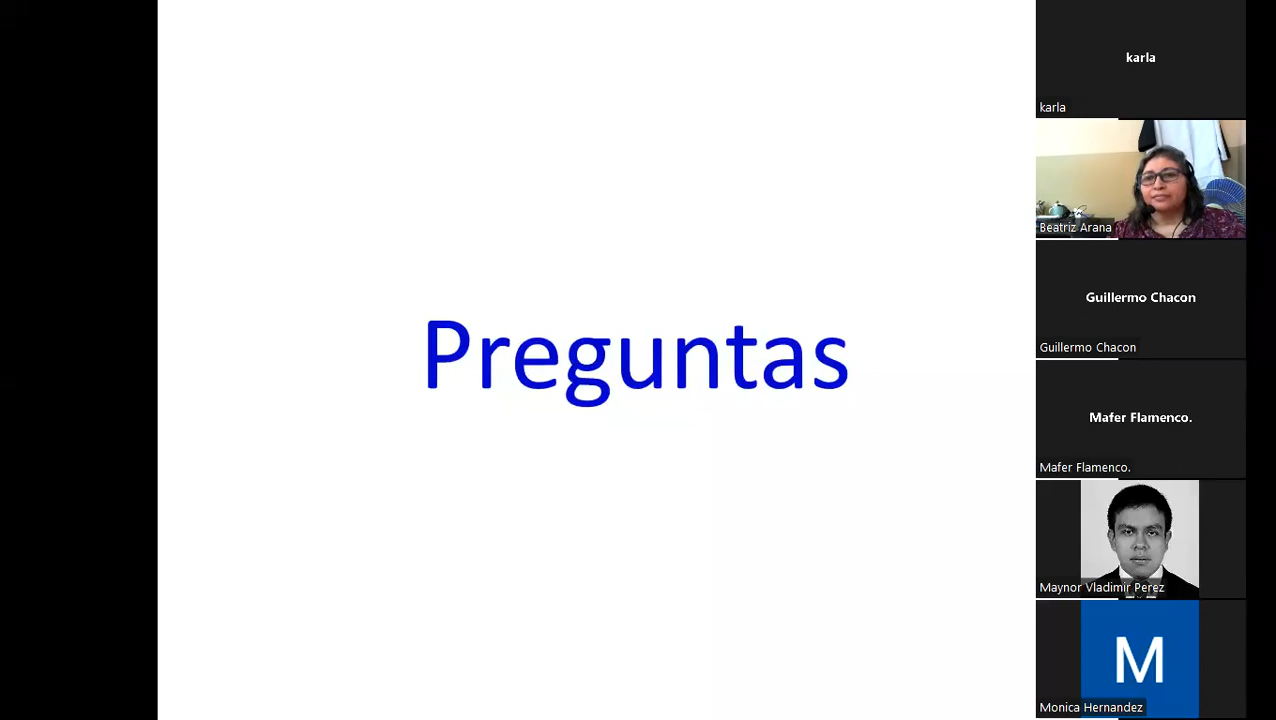 Preguntas
karla
karla
Beatriz Arana
Guillermo Chacon
Guillermo Chacon
Mafer Flamenco.
Mafer Flamenco.
Maynor Vladimir Perez
M
Monica Hernandez